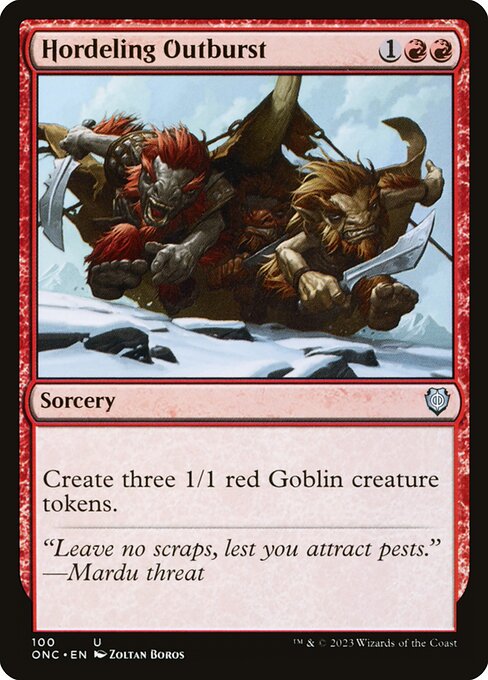 Hordeling Outburst 1
Sorcery
Create three 1/1 red Goblin creature
tokens.
“Leave no scraps, lest you attract pests.”
—Mardu threat
100 U
ONC • EN Zoltan Boros
™ & © 2023 Wizards of the Coast